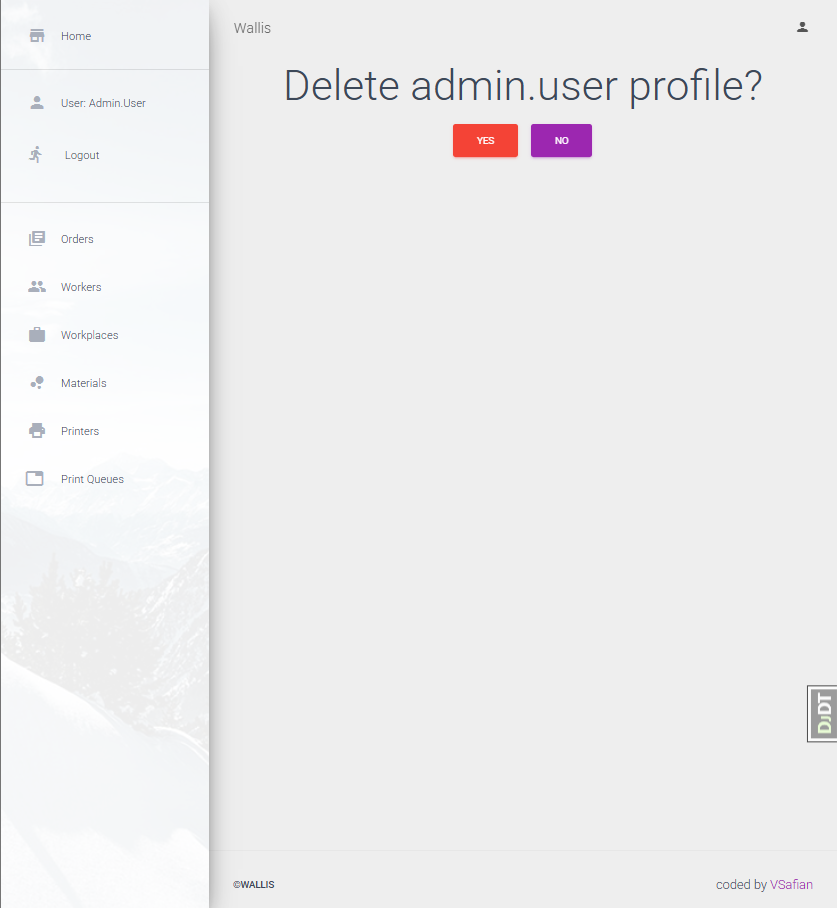 Home
User: Admin.User
Logout
Orders
Workers
Workplaces
Materials
Printers
Print Queues
Wallis
Delete admin.user profile?
YES NO
DJDT
©WALLIS
coded by VSafian